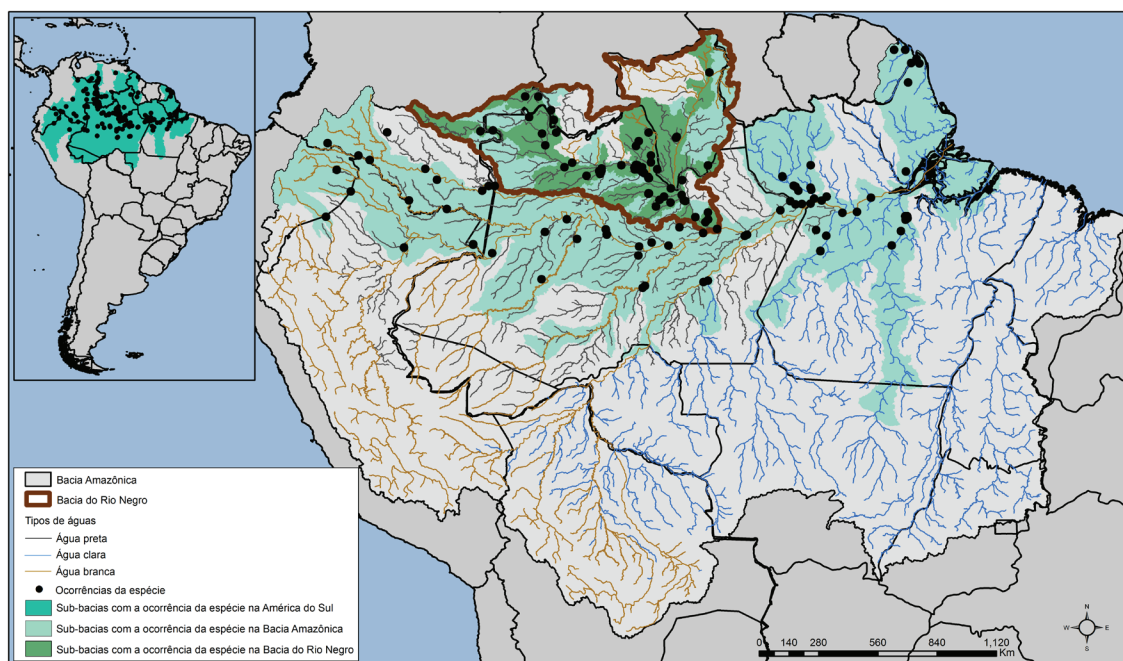 Bacia Amazônica
Bacia do Rio Negro
Tipos de águas
Água preta
Água clara
Água branca
Ocorrências da espécie
Sub-bacias com a ocorrência da espécie na América do Sul
Sub-bacias com a ocorrência da espécie na Bacia Amazônica
Sub-bacias com a ocorrência da espécie na Bacia do Rio Negro
N
W E
S
0 140 280 560 840 1,120
Km